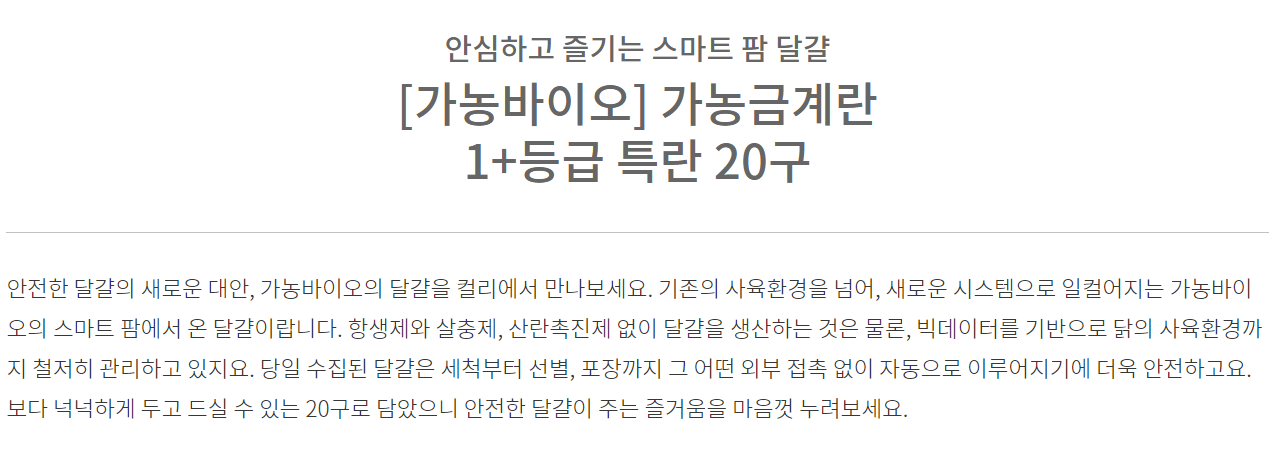 안심하고 즐기는 스마트 팜 달걀
[가농바이오] 가농금계란
1+등급 특란 20구
안전한 달걀의 새로운 대안, 가농바이오의 달걀을 컬리에서 만나보세요. 기존의 사육환경을 넘어, 새로운 시스템으로 일컬어지는 가농바이
오의 스마트 팜에서 온 달걀이랍니다. 항생제와 살충제, 산란촉진제 없이 달걀을 생산하는 것은 물론, 빅데이터를 기반으로 닭의 사육환경까
지 철저히 관리하고 있지요. 당일 수집된 달걀은 세척부터 선별, 포장까지 그 어떤 외부 접촉 없이 자동으로 이루어지기에 더욱 안전하고요.
보다 넉넉하게 두고 드실 수 있는 20구로 담았으니 안전한 달걀이 주는 즐거움을 마음껏 누려보세요.